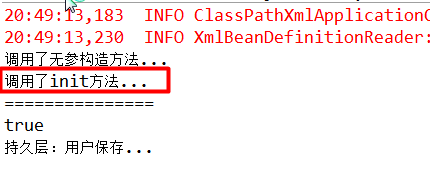 20:49:13,183  INFO ClassPathXmlApplicationC
20:49:13,230  INFO XmlBeanDefinitionReader:
调用了无参构造方法...
调用了init方法...
===============
true
持久层：用户保存...